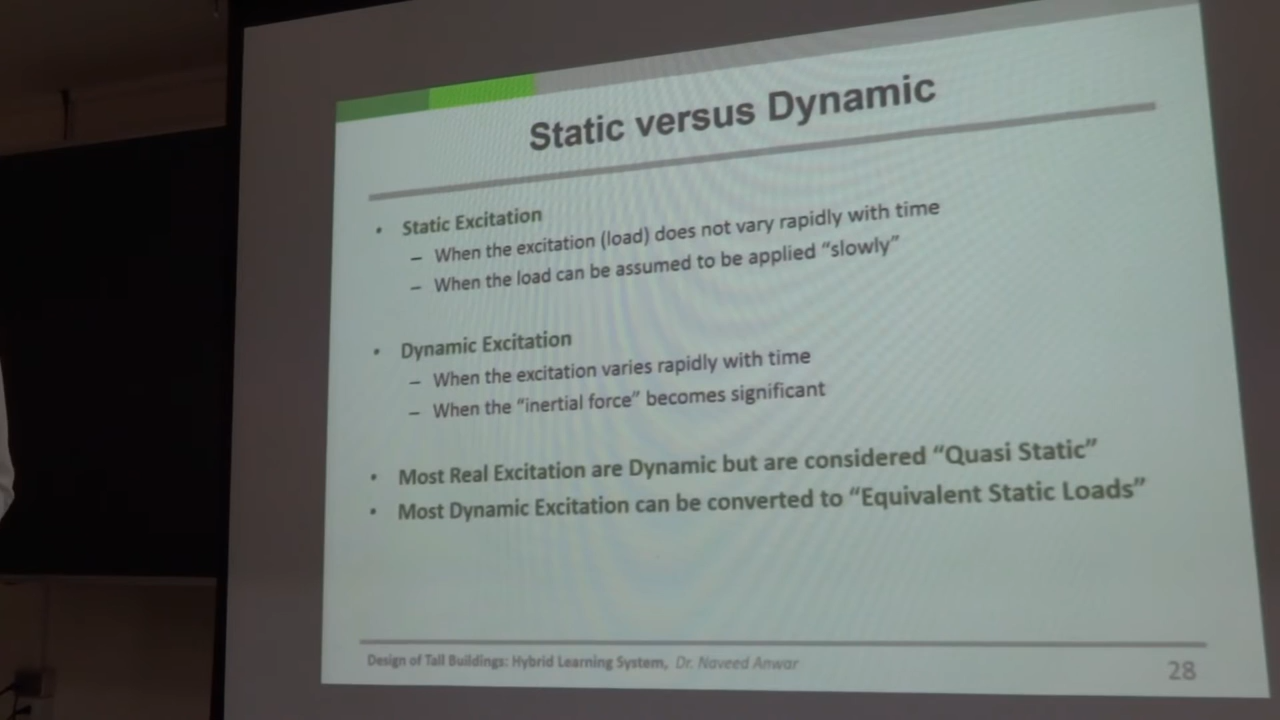 Static versus Dynamic
• Static Excitation
– When the excitation (load) does not vary rapidly with time
– When the load can be assumed to be applied “slowly”
• Dynamic Excitation
– When the excitation varies rapidly with time
– When the “inertial force” becomes significant
• Most Real Excitation are Dynamic but are considered “Quasi Static”
• Most Dynamic Excitation can be converted to “Equivalent Static Loads”
Design of Tall Buildings: Hybrid Learning System, Dr. Naveed Anwar
28